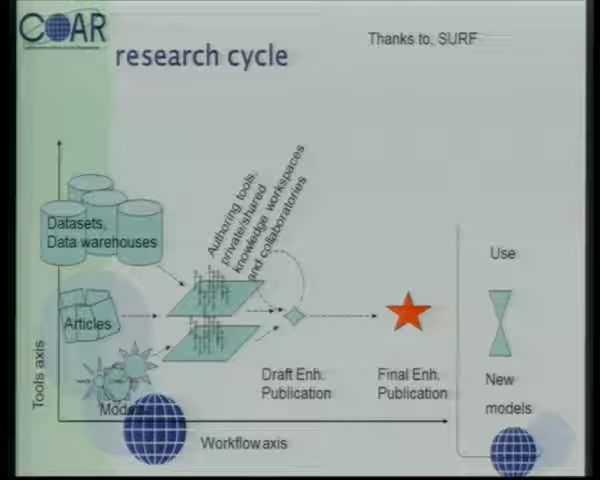 COAR
Thanks to, SURF
research cycle
Authoring tools,
private/shared
knowledge workspaces
and collaboratories
Datasets,
Data warehouses
Articles
Models
Use
Draft Enh.
Publication
Final Enh.
Publication
New
models
Tools axis
Workflow axis